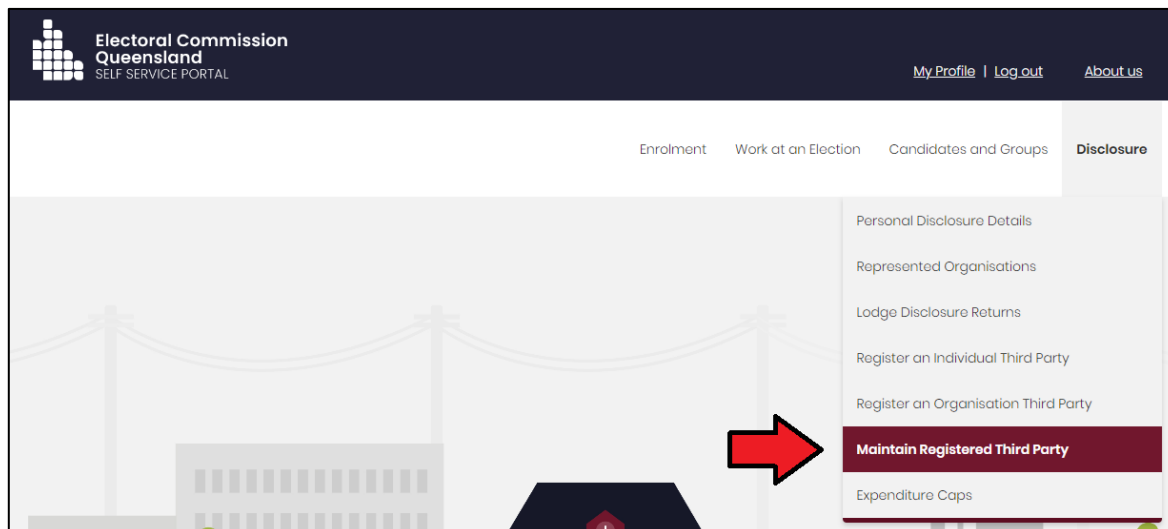 Electoral Commission
Queensland
SELF SERVICE PORTAL
My Profile | Log out About us
Enrolment Work at an Election Candidates and Groups Disclosure
Personal Disclosure Details
Represented Organisations
Lodge Disclosure Returns
Register an Individual Third Party
Register an Organisation Third Party
Maintain Registered Third Party
Expenditure Caps